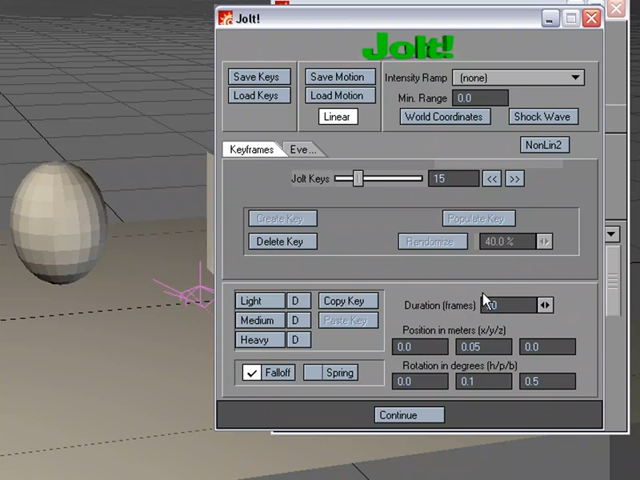 Jolt!
Jolt!
Save Keys
Save Motion
Intensity Ramp (none)
Load Keys
Load Motion
Min. Range 0.0
Linear
World Coordinates
Shock Wave
NonLin2
Keyframes
Eve...
Jolt Keys 15 << >>
Create Key
Populate Key
Delete Key
Randomize
40.0 %
Light D
Copy Key
Duration (frames)
Medium D
Paste Key
Position in meters (x/y/z)
Heavy D
0.0 0.05 0.0
Rotation in degrees (h/p/b)
Falloff
Spring
0.0 0.1 0.5
Continue